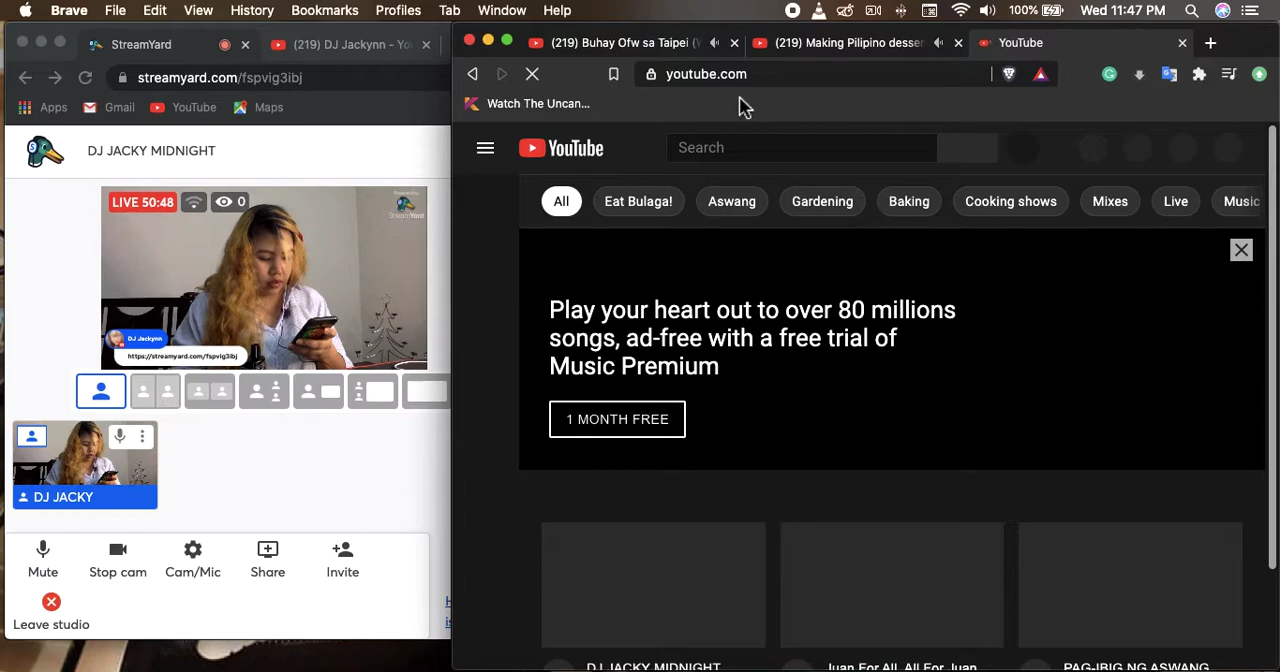 Brave File Edit View History Bookmarks Profiles Tab Window Help 100% Wed 11:47 PM
StreamYard
(219) DJ Jackynn - Yo
streamyard.com/fspvig3ibj
Apps Gmail YouTube Maps
DJ JACKY MIDNIGHT
LIVE 50:48 0
StreamYard
DJ Jackynn
https://streamyard.com/fspvig3ibj
DJ JACKY
Mute Stop cam Cam/Mic Share Invite
Leave studio
(219) Buhay Ofw sa Taipei (
(219) Making Pilipino desser
YouTube
youtube.com
Watch The Uncan...
YouTube
Search
All Eat Bulaga! Aswang Gardening Baking Cooking shows Mixes Live Music
Play your heart out to over 80 millions
songs, ad-free with a free trial of
Music Premium
1 MONTH FREE
DJ JACKY MIDNIGHT Juan For All, All For Juan PAG-IBIG NG ASWANG